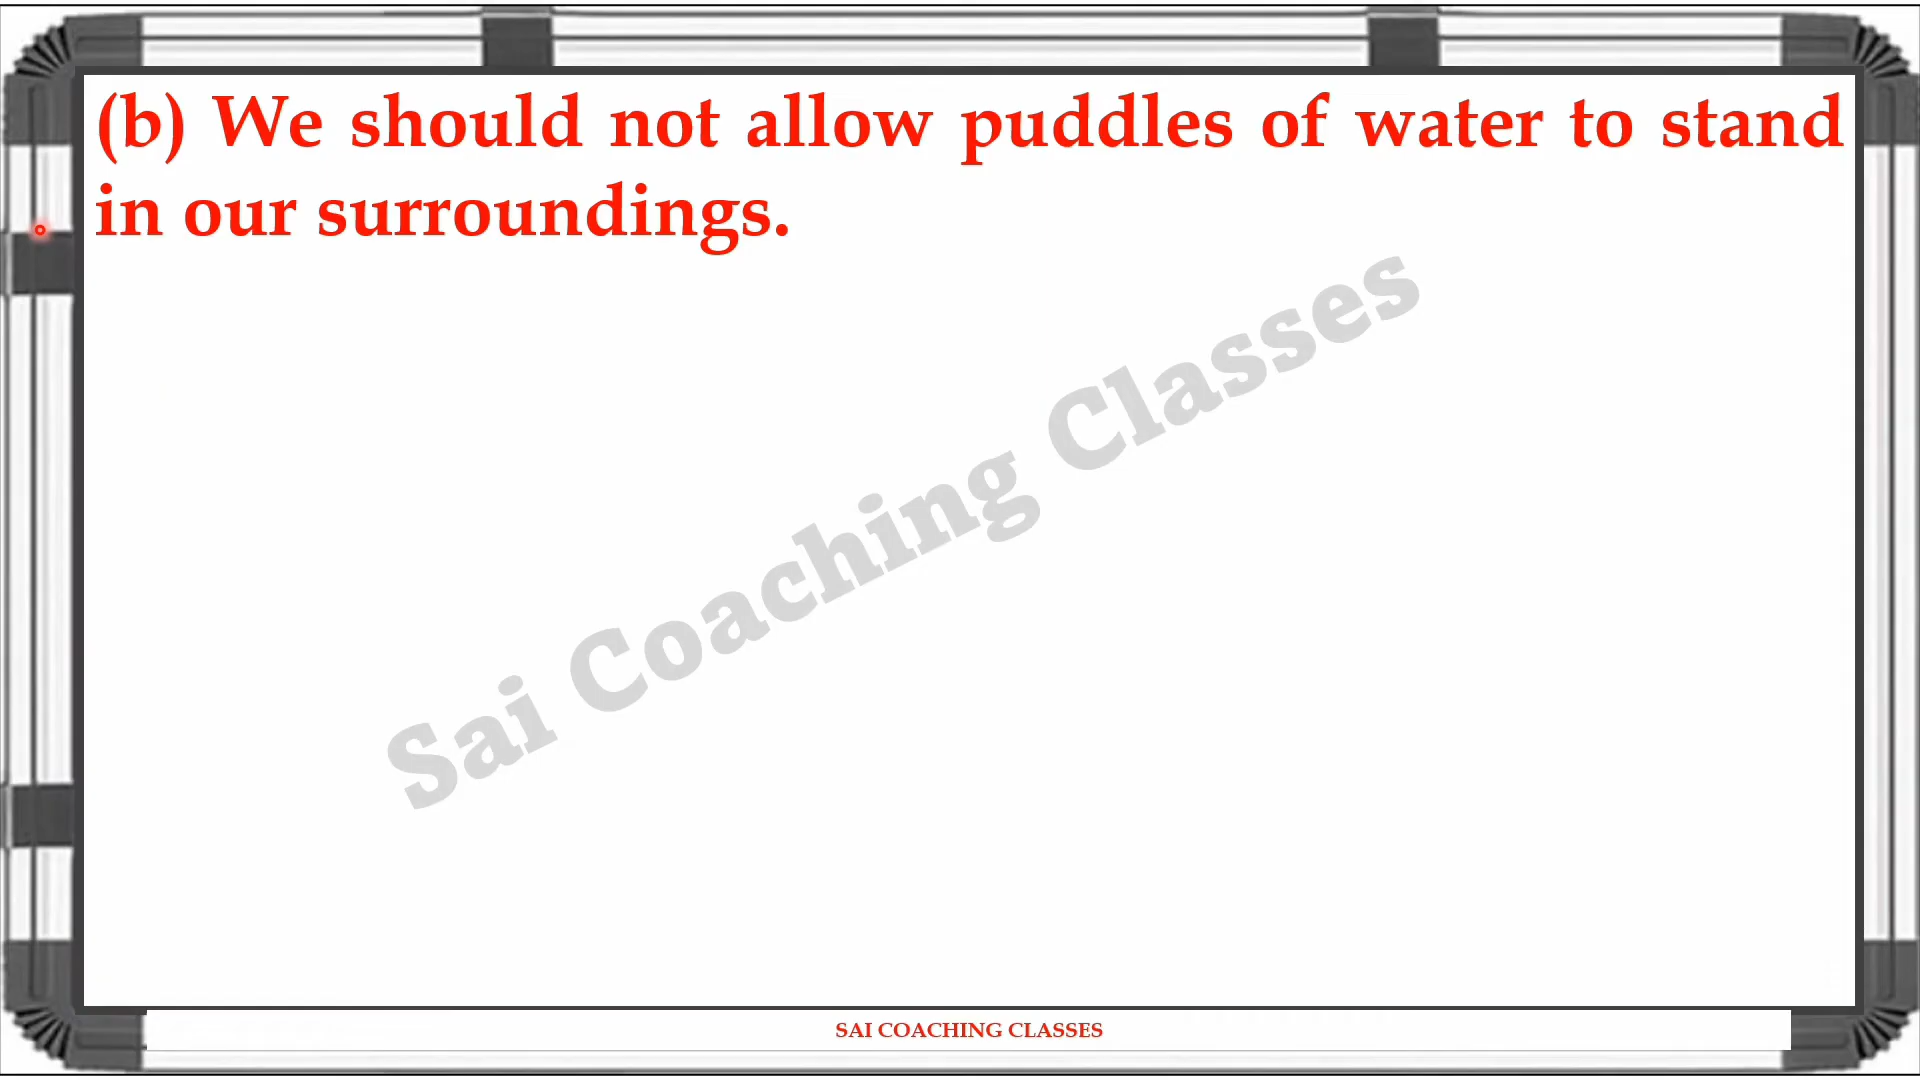 (b) We should not allow puddles of water to stand
in our surroundings.
Sai Coaching Classes
SAI COACHING CLASSES